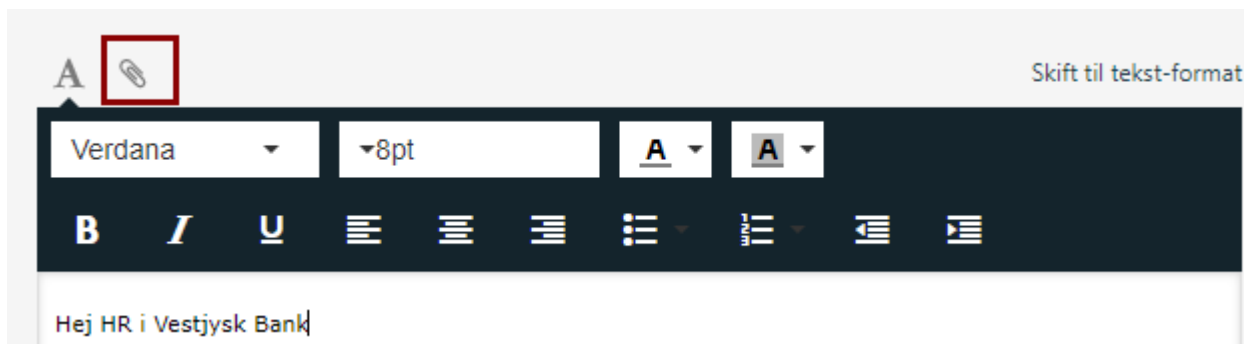 A Skift til tekst-format
Verdana 8pt A A
B I U
Hej HR i Vestjysk Bank